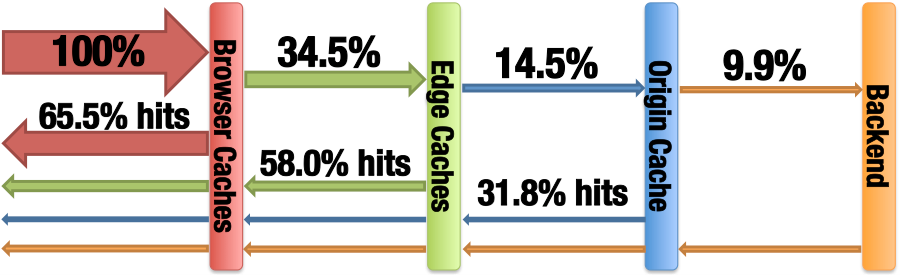 100%
34.5%
14.5%
9.9%
65.5% hits
58.0% hits
31.8% hits
Browser Caches
Edge Caches
Origin Cache
Backend